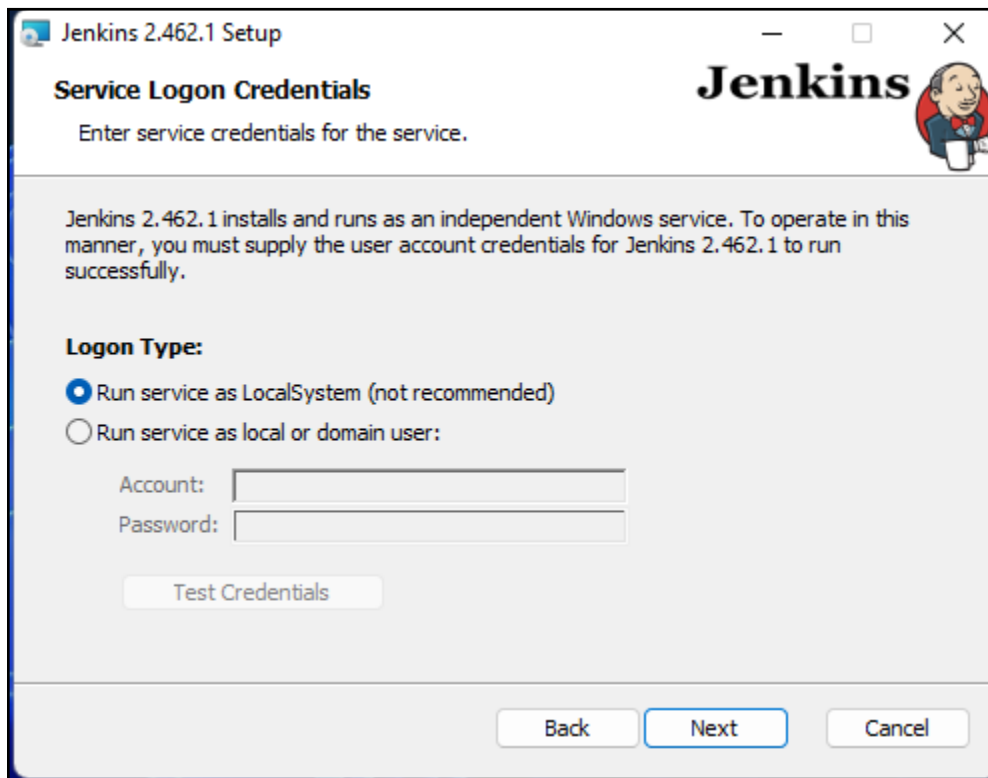 Jenkins 2.462.1 Setup
Service Logon Credentials
Jenkins
Enter service credentials for the service.
Jenkins 2.462.1 installs and runs as an independent Windows service. To operate in this
manner, you must supply the user account credentials for Jenkins 2.462.1 to run
successfully.
Logon Type:
Run service as LocalSystem (not recommended)
Run service as local or domain user:
Account:
Password:
Test Credentials
Back Next Cancel